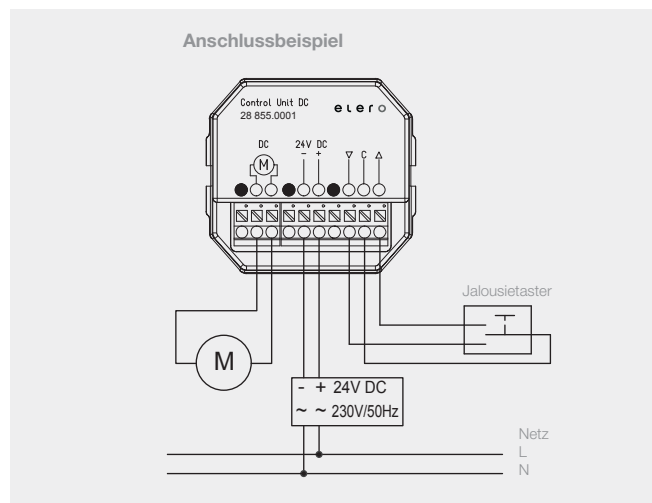 Anschlussbeispiel
Control Unit DC
elero
28 855.0001
DC
24V DC
- +
M
C
Jalousietaster
M
- + 24V DC
~ ~ 230V/50Hz
Netz
L
N